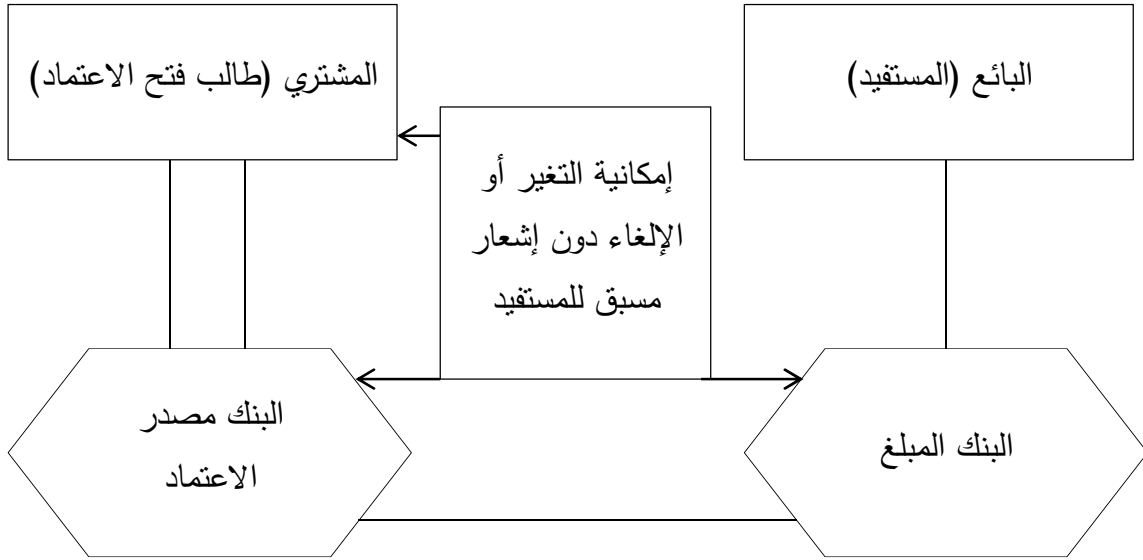 البائع (المستفيد)
المشتري (طالب فتح الاعتماد)
إمكانية التغير أو
الإلغاء دون إشعار
مسبق للمستفيد
البنك المبلغ
البنك مصدر
الاعتماد